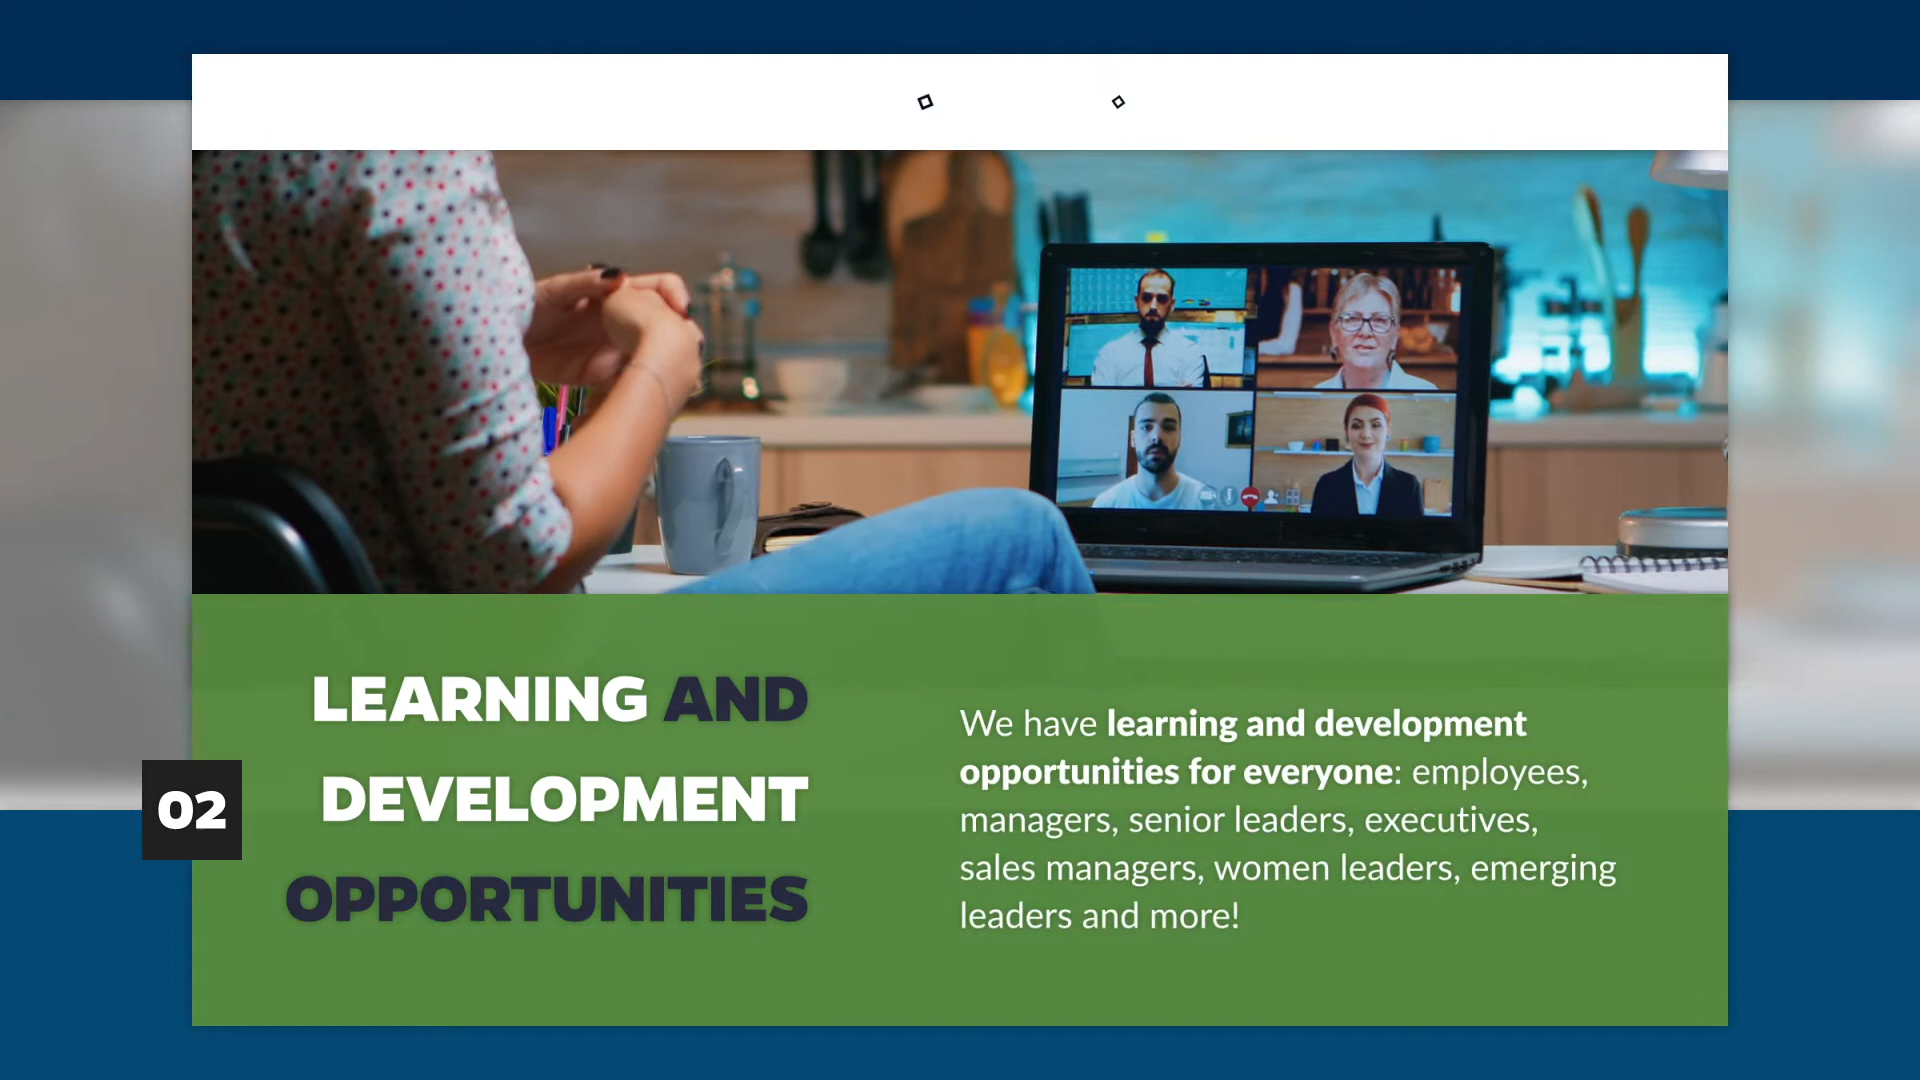 LEARNING AND
DEVELOPMENT
OPPORTUNITIES
02
We have learning and development
opportunities for everyone: employees,
managers, senior leaders, executives,
sales managers, women leaders, emerging
leaders and more!